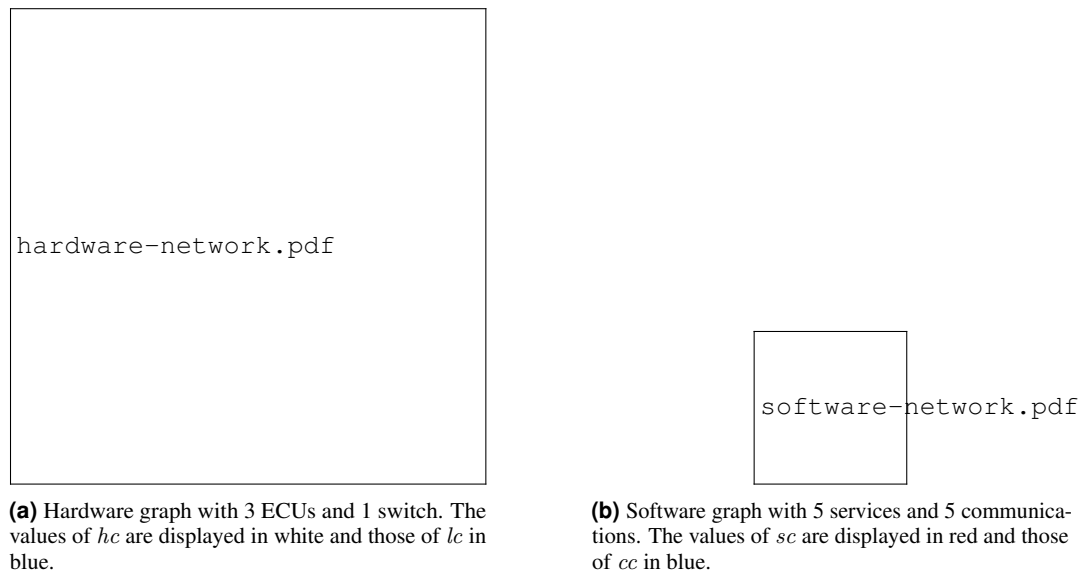 hardware-network.pdf
(a) Hardware graph with 3 ECUs and 1 switch. The
values of hc are displayed in white and those of lc in
blue.
software-network.pdf
(b) Software graph with 5 services and 5 communica-
tions. The values of sc are displayed in red and those
of cc in blue.